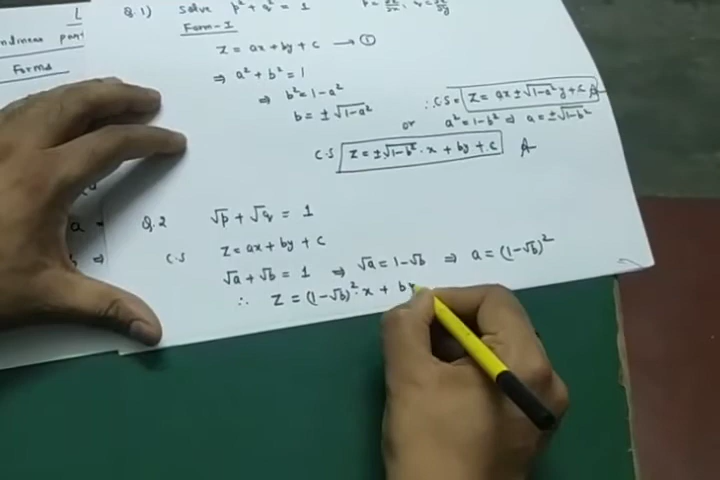 L
Forms
Q.1) Solve p² + q² = 1 p = ∂z/∂x, q = ∂z/∂y
Form-I
Z = ax + by + c → ①
⇒ a² + b² = 1
⇒ b² = 1 - a²
b = ± √(1-a²)
∴ C.S = Z = ax ± √(1-a²) y + c
or a² = 1 - b² ⇒ a = ± √(1-b²)
C.S Z = ± √(1-b²) · x + by + c
Q.2 √p + √q = 1
C.S Z = ax + by + c
√a + √b = 1 ⇒ √a = 1 - √b ⇒ a = (1 - √b)²
∴ Z = (1 - √b)² · x + by